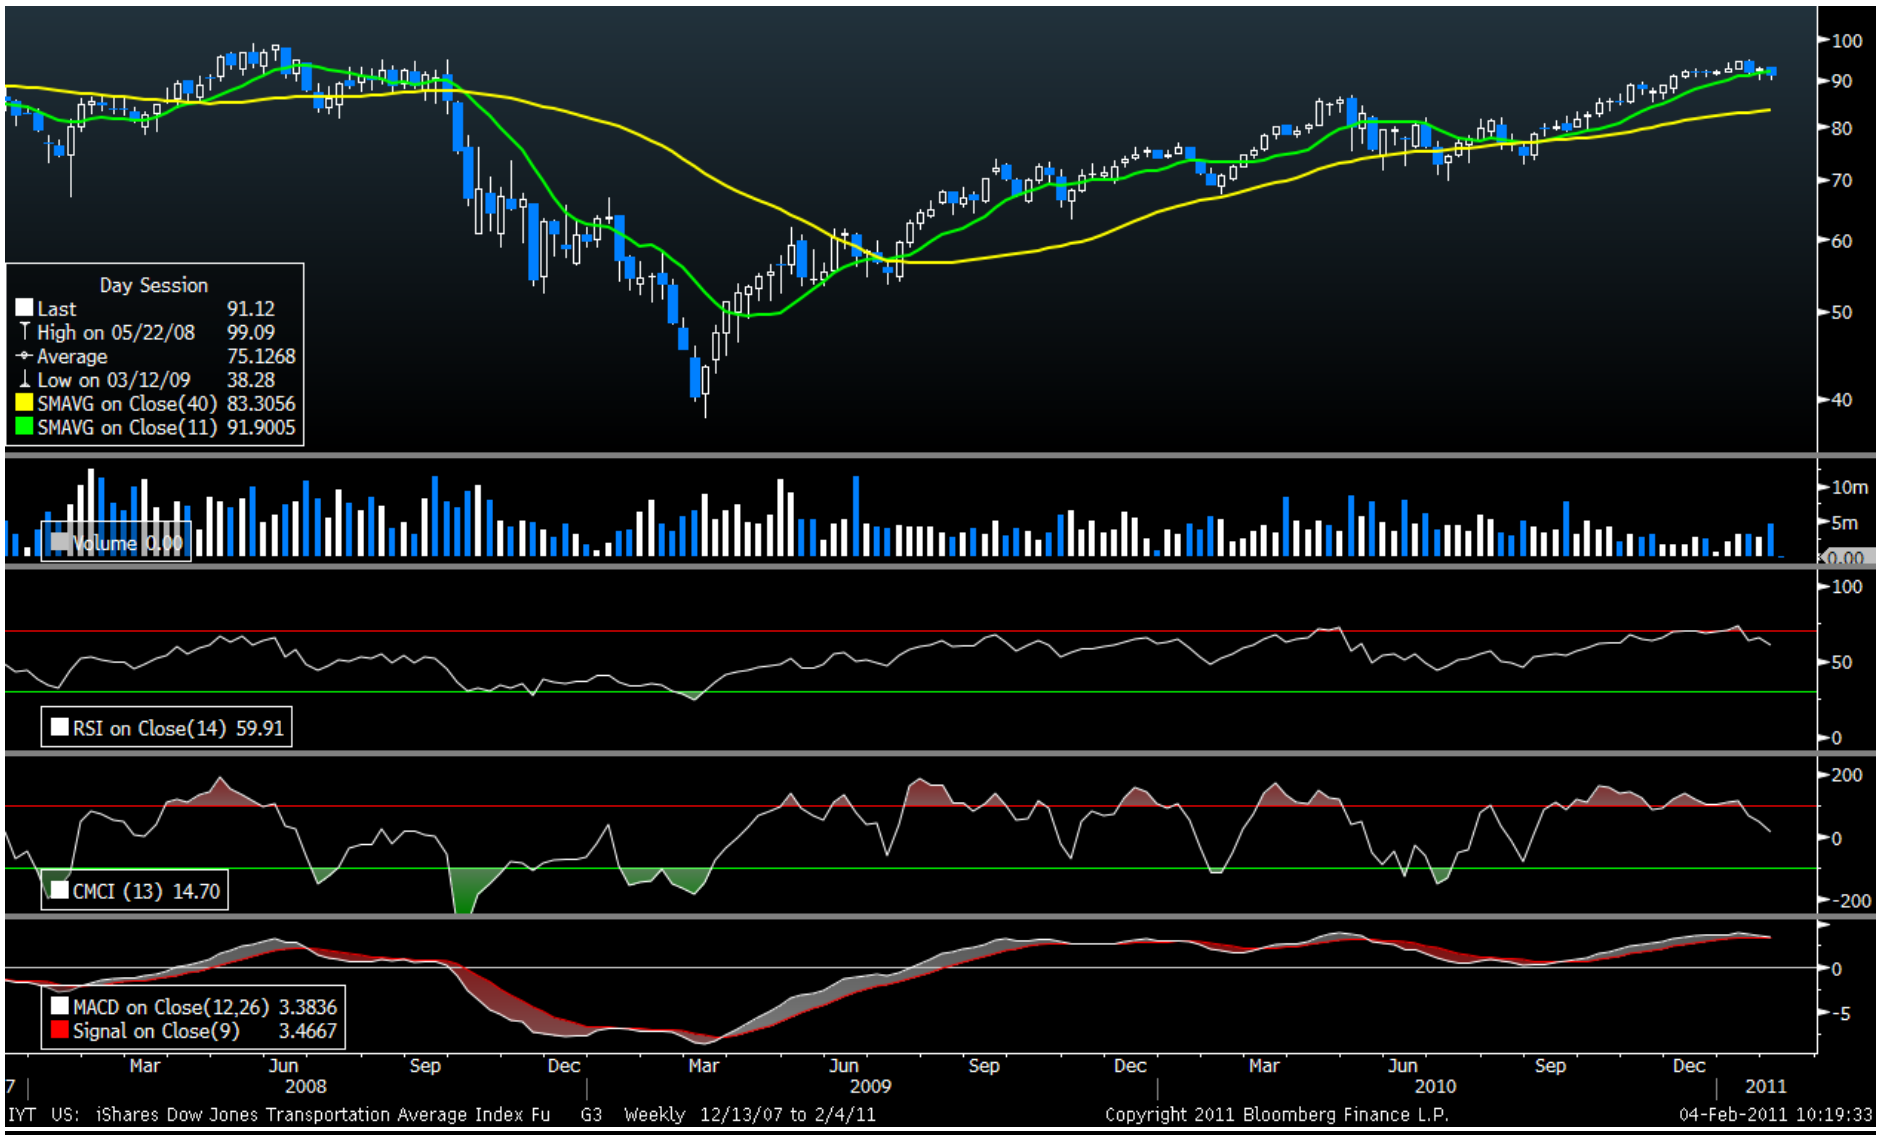 100
90
80
70
60
50
40
Day Session
Last 91.12
High on 05/22/08 99.09
Average 75.1268
Low on 03/12/09 38.28
SMAVG on Close(40) 83.3056
SMAVG on Close(11) 91.9005
10m
5m
0.00
Volume 0.00
100
50
0
RSI on Close(14) 59.91
200
0
-200
CMCI (13) 14.70
0
-5
MACD on Close(12,26) 3.3836
Signal on Close(9) 3.4667
Mar Jun Sep Dec Mar Jun Sep Dec Mar Jun Sep Dec
7 2008 2009 2010 2011
IYT US: iShares Dow Jones Transportation Average Index Fu G3 Weekly 12/13/07 to 2/4/11 Copyright 2011 Bloomberg Finance L.P. 04-Feb-2011 10:19:33